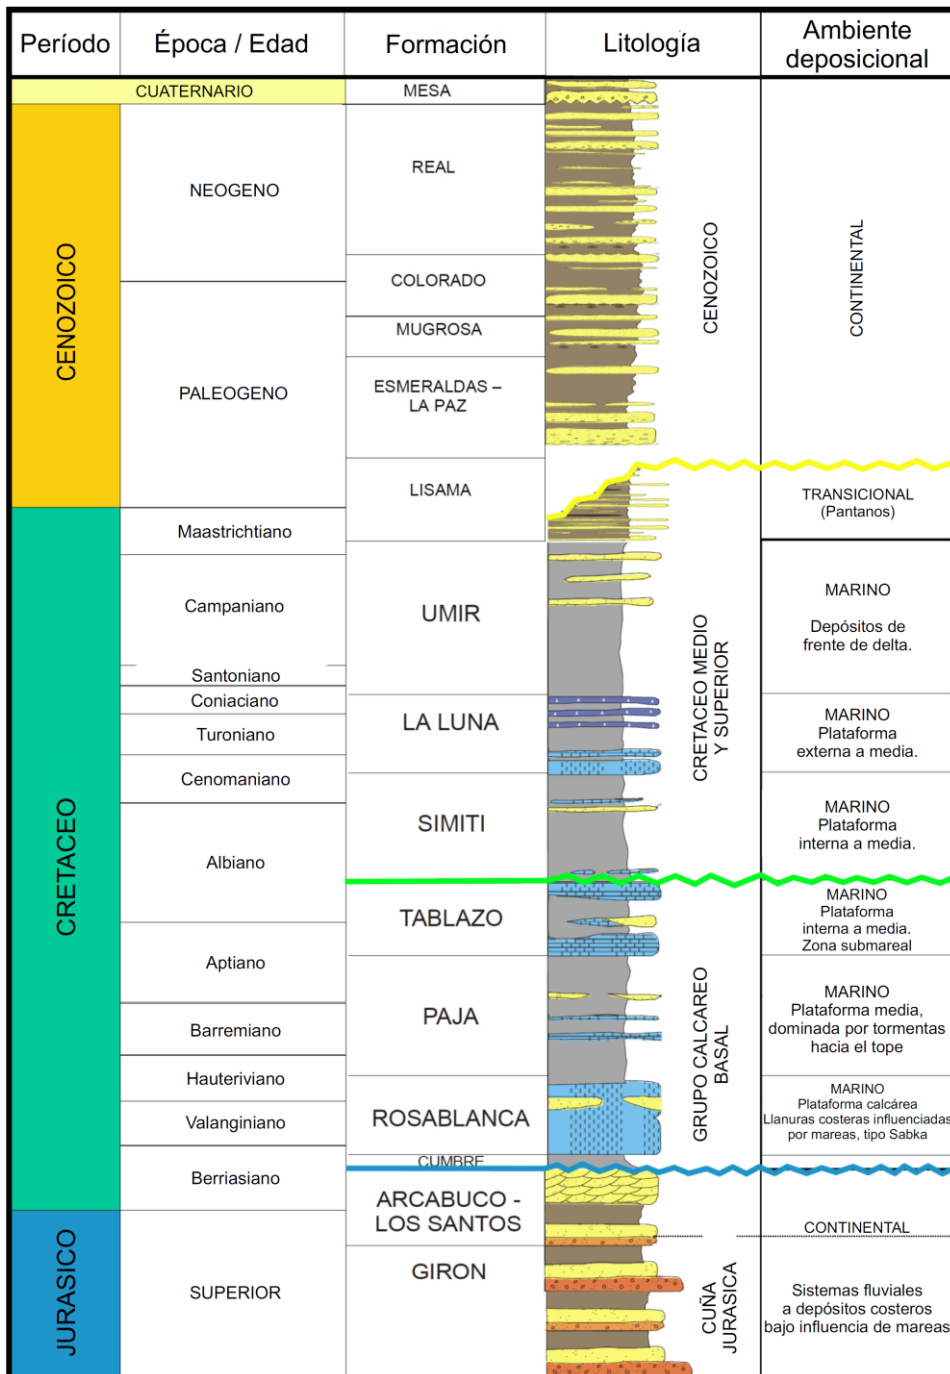 Período
Época / Edad
Formación
Litología
Ambiente
deposicional
CUATERNARIO
MESA
CENOZOICO
NEOGENO
REAL
COLORADO
PALEOGENO
MUGROSA
ESMERALDAS –
LA PAZ
LISAMA
CENOZOICO
CONTINENTAL
TRANSICIONAL
(Pantanos)
CRETACEO
Maastrichtiano
Campaniano
Santoniano
Coniaciano
Turoniano
Cenomaniano
Albiano
Aptiano
Barremiano
Hauteriviano
Valanginiano
Berriasiano
UMIR
LA LUNA
SIMITI
TABLAZO
PAJA
ROSABLANCA
CUMBRE
ARCABUCO -
LOS SANTOS
GIRON
CRETACEO MEDIO
Y SUPERIOR
GRUPO CALCAREO
BASAL
CUÑA
JURASICA
MARINO
Depósitos de
frente de delta.
MARINO
Plataforma
externa a media.
MARINO
Plataforma
interna a media.
MARINO
Plataforma
interna a media.
Zona submareal
MARINO
Plataforma media,
dominada por tormentas
hacia el tope
MARINO
Plataforma calcárea
Llanuras costeras influenciadas
por mareas, tipo Sabka
CONTINENTAL
Sistemas fluviales
a depósitos costeros
bajo influencia de mareas
JURASICO
SUPERIOR